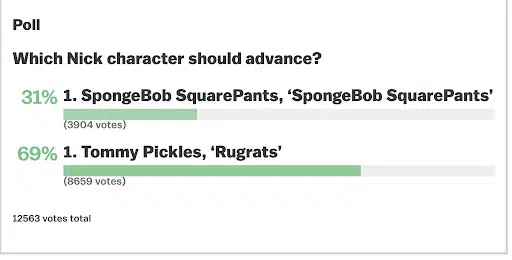 Poll
Which Nick character should advance?
31% 1. SpongeBob SquarePants, ‘SpongeBob SquarePants’
(3904 votes)
69% 1. Tommy Pickles, ‘Rugrats’
(8659 votes)
12563 votes total